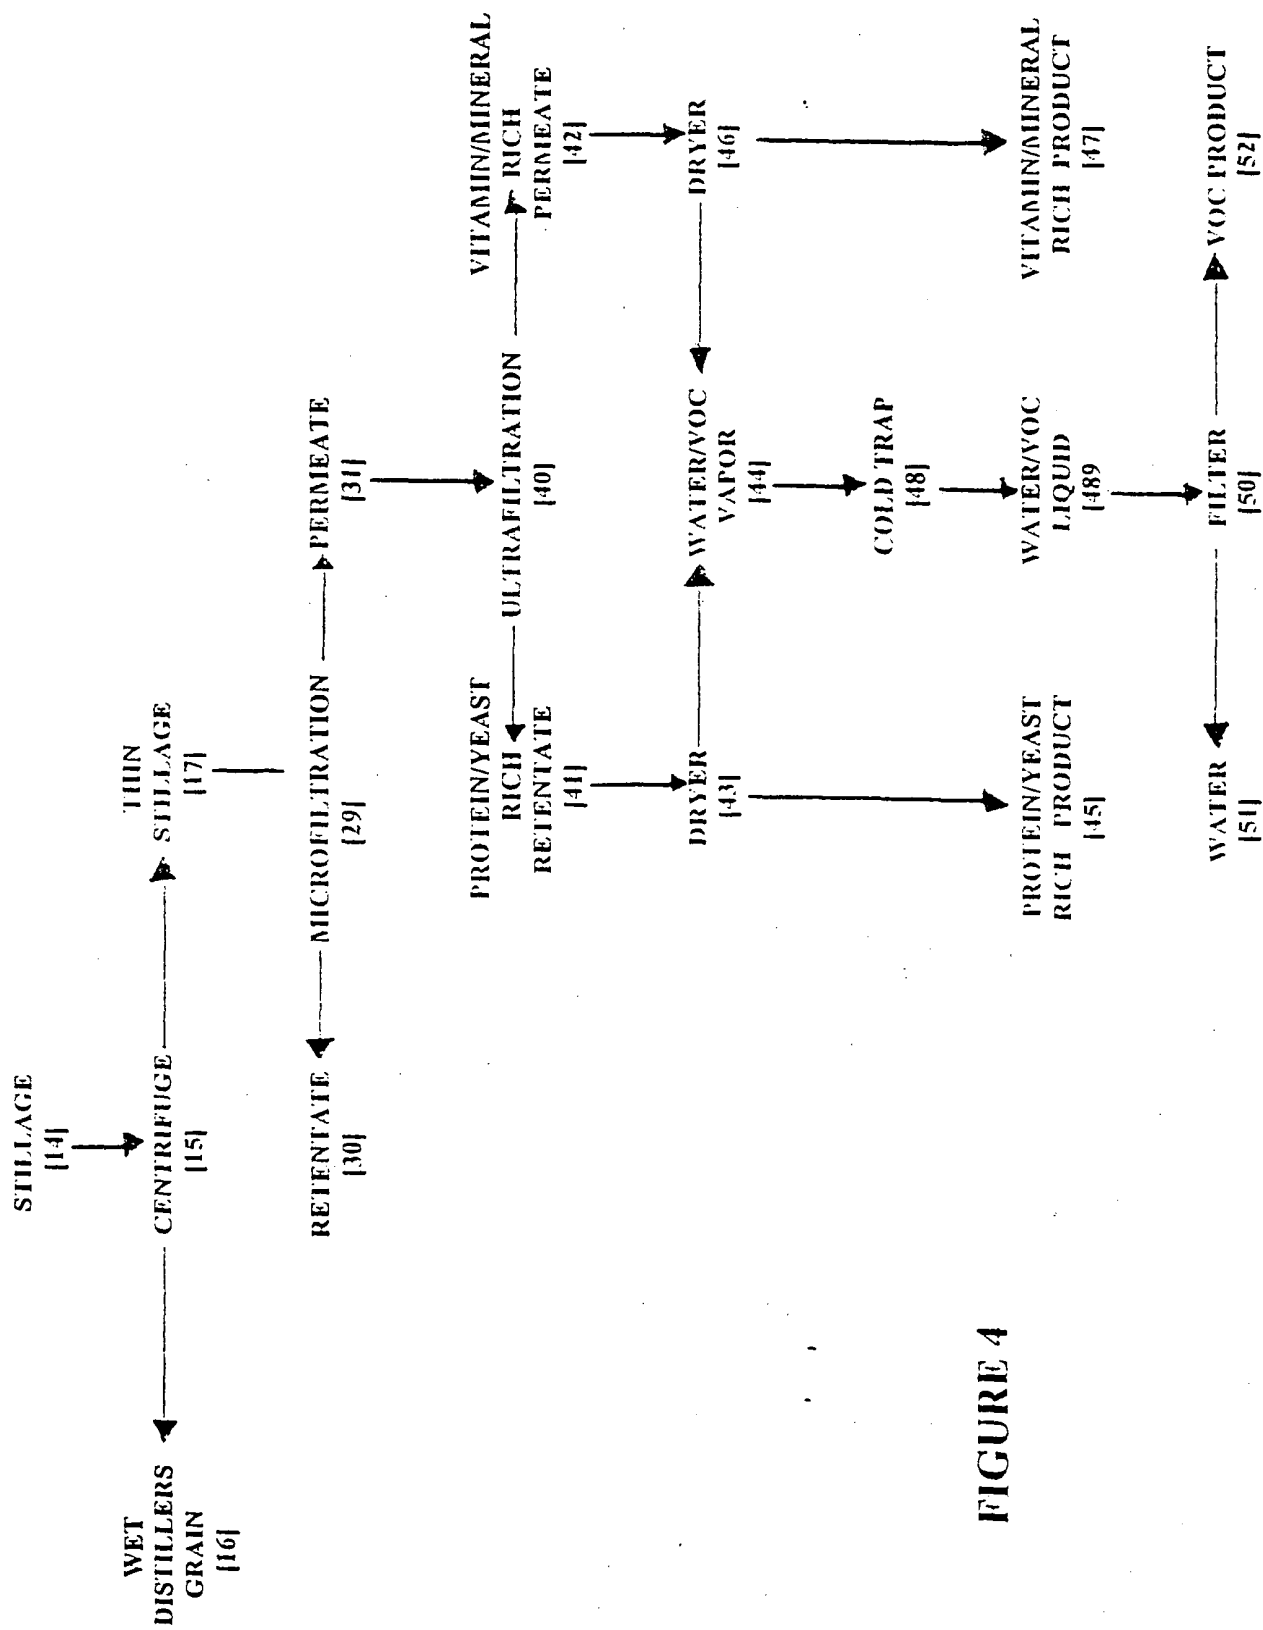 STILLAGE
[14]
WET
DISTILLERS
GRAIN
[16]
CENTRIFUGE
[15]
THIN
STILLAGE
[17]
RETENTATE
[30]
MICROFILTRATION
[29]
PERMEATE
[31]
PROTEIN/YEAST
RICH
RETENTATE
[41]
ULTRAFILTRATION
[40]
VITAMIN/MINERAL
RICH
PERMEATE
[42]
DRYER
[43]
WATER/VOC
VAPOR
[44]
DRYER
[46]
COLD TRAP
[48]
PROTEIN/YEAST
RICH PRODUCT
[45]
WATER/VOC
LIQUID
[489
VITAMIN/MINERAL
RICH PRODUCT
[47]
WATER
[51]
FILTER
[50]
VOC PRODUCT
[52]
FIGURE 4